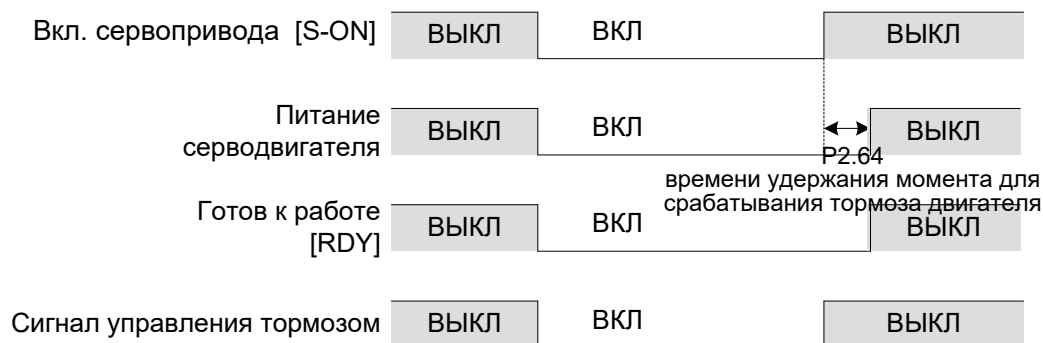 Вкл. сервопривода [S-ON] ВЫКЛ ВКЛ ВЫКЛ
Питание
серводвигателя ВЫКЛ ВКЛ ВЫКЛ
P2.64
времени удержания момента для
срабатывания тормоза двигателя
Готов к работе
[RDY] ВЫКЛ ВКЛ ВЫКЛ
Сигнал управления тормозом ВЫКЛ ВКЛ ВЫКЛ